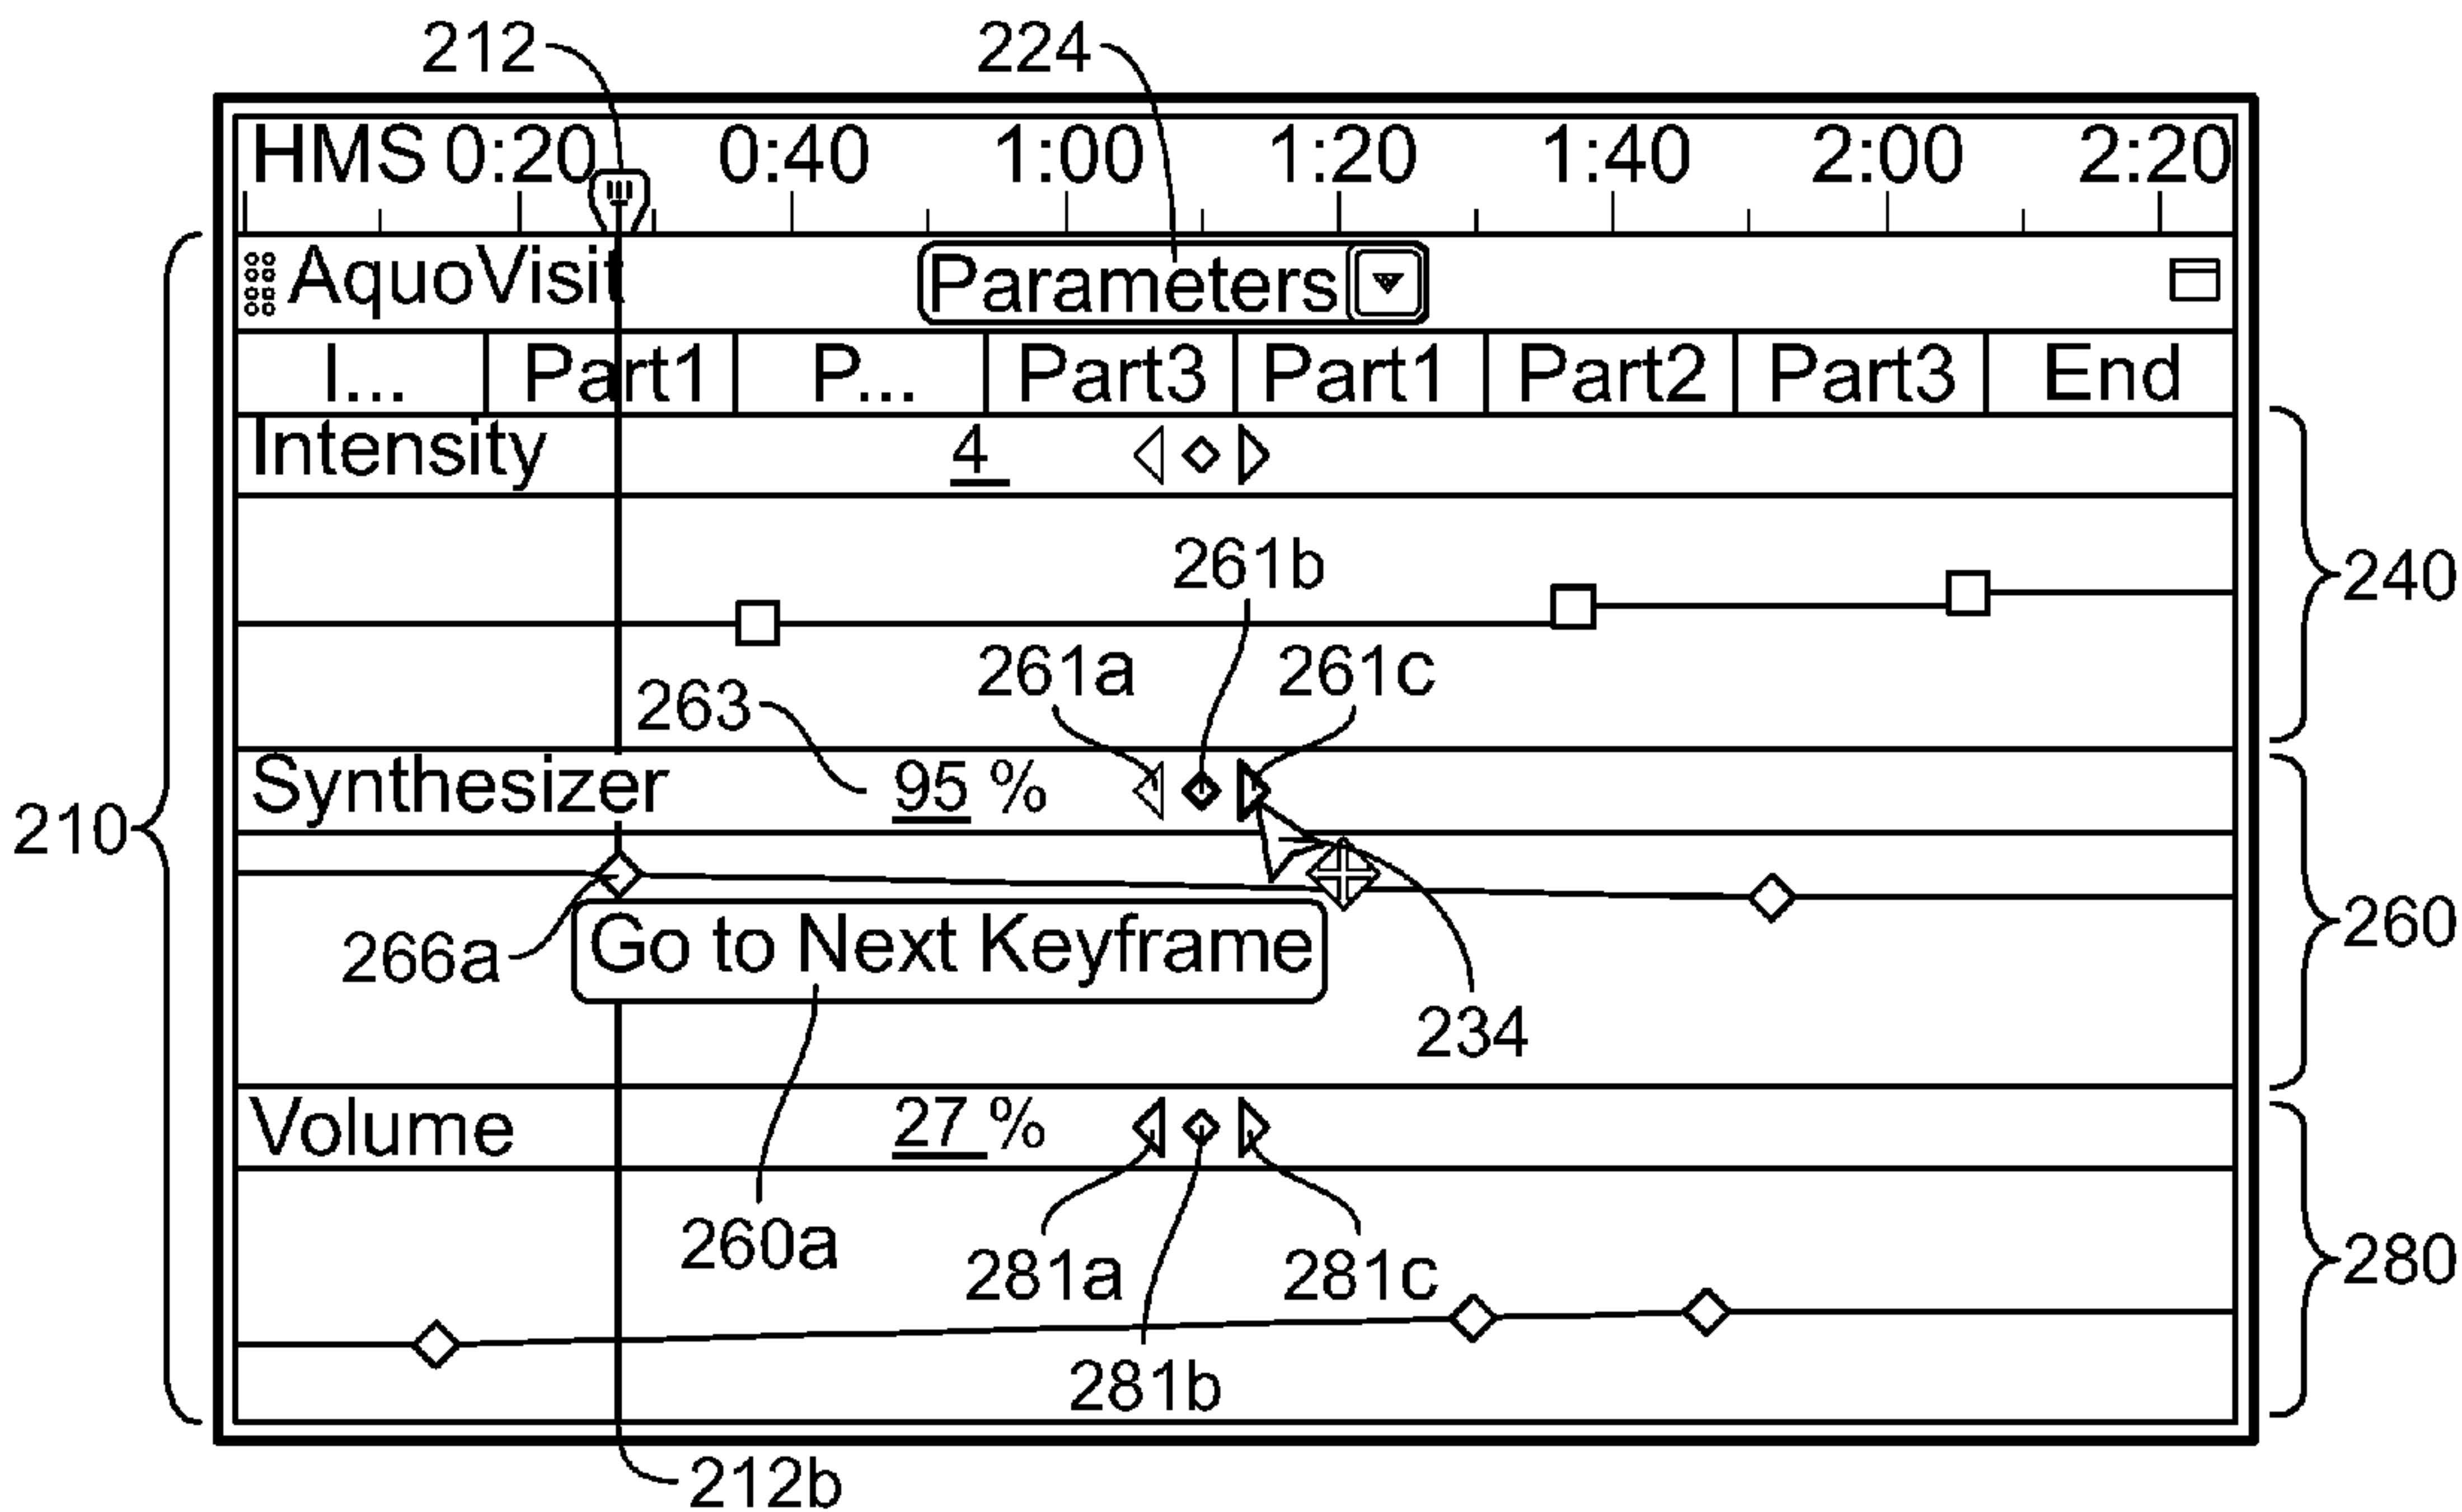 212 224
HMS 0:20 0:40 1:00 1:20 1:40 2:00 2:20
AquoVisit Parameters
I... Part1 P... Part3 Part1 Part2 Part3 End
Intensity 4
261b
240
261a 261c
263
Synthesizer 95 %
210
260
Go to Next Keyframe
266a
234
Volume 27 %
260a
281a 281c
280
281b
212b